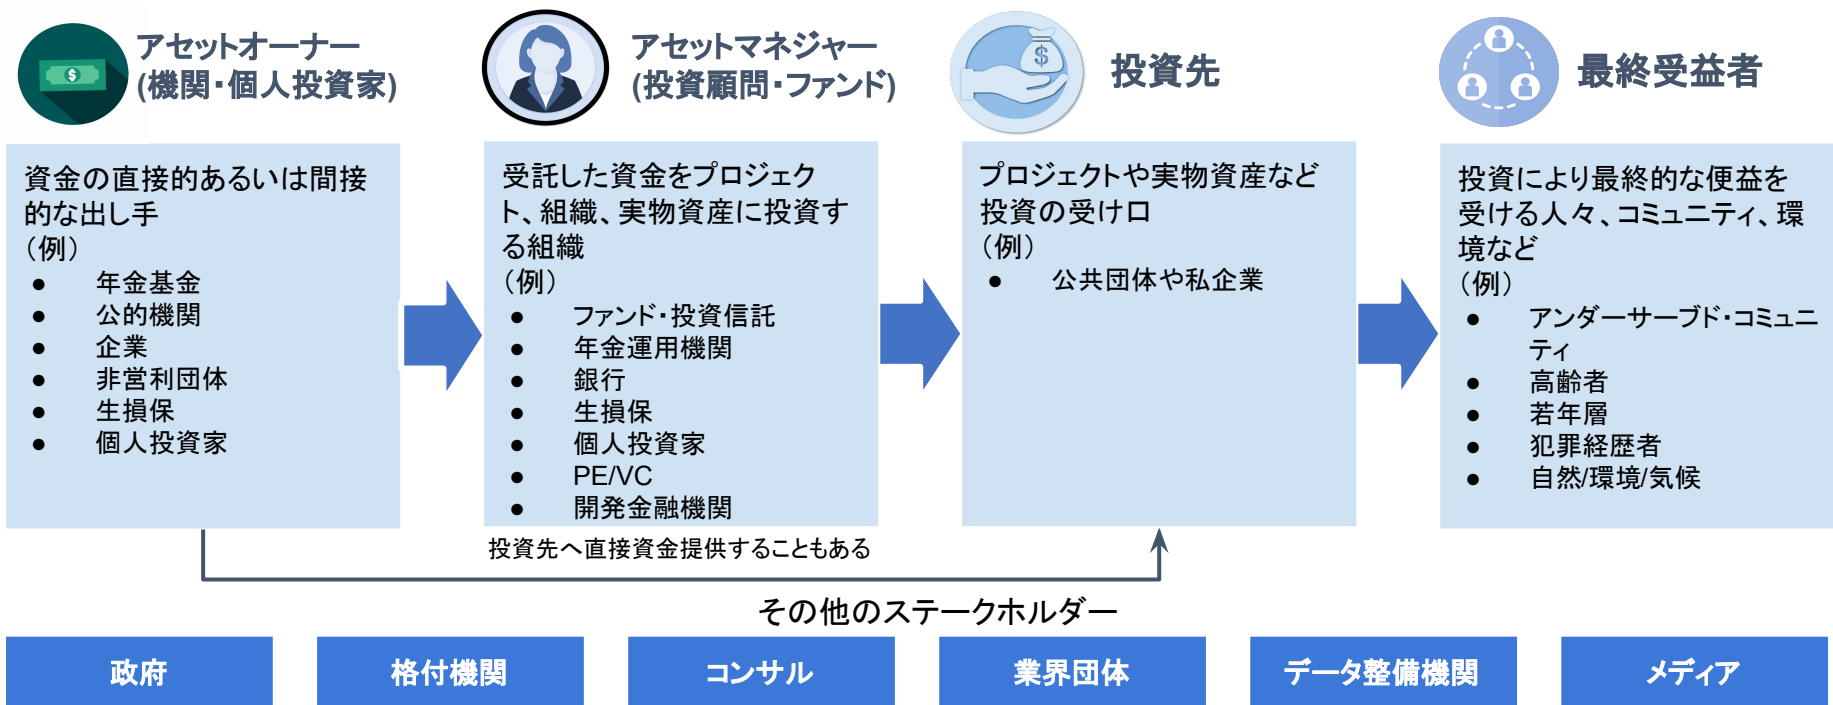 アセットオーナー
(機関・個人投資家)
資金の直接的あるいは間接
的な出し手
（例）
● 年金基金
● 公的機関
● 企業
● 非営利団体
● 生損保
● 個人投資家
アセットマネジャー
(投資顧問・ファンド)
受託した資金をプロジェク
ト、組織、実物資産に投資す
る組織
（例）
● ファンド・投資信託
● 年金運用機関
● 銀行
● 生損保
● 個人投資家
● PE/VC
● 開発金融機関
投資先
プロジェクトや実物資産など
投資の受け口
（例）
● 公共団体や私企業
最終受益者
投資により最終的な便益を
受ける人々、コミュニティ、環
境など
（例）
● アンダーサーブド・コミュニ
ティ
● 高齢者
● 若年層
● 犯罪経歴者
● 自然/環境/気候
投資先へ直接資金提供することもある
その他のステークホルダー
政府
格付機関
コンサル
業界団体
データ整備機関
メディア